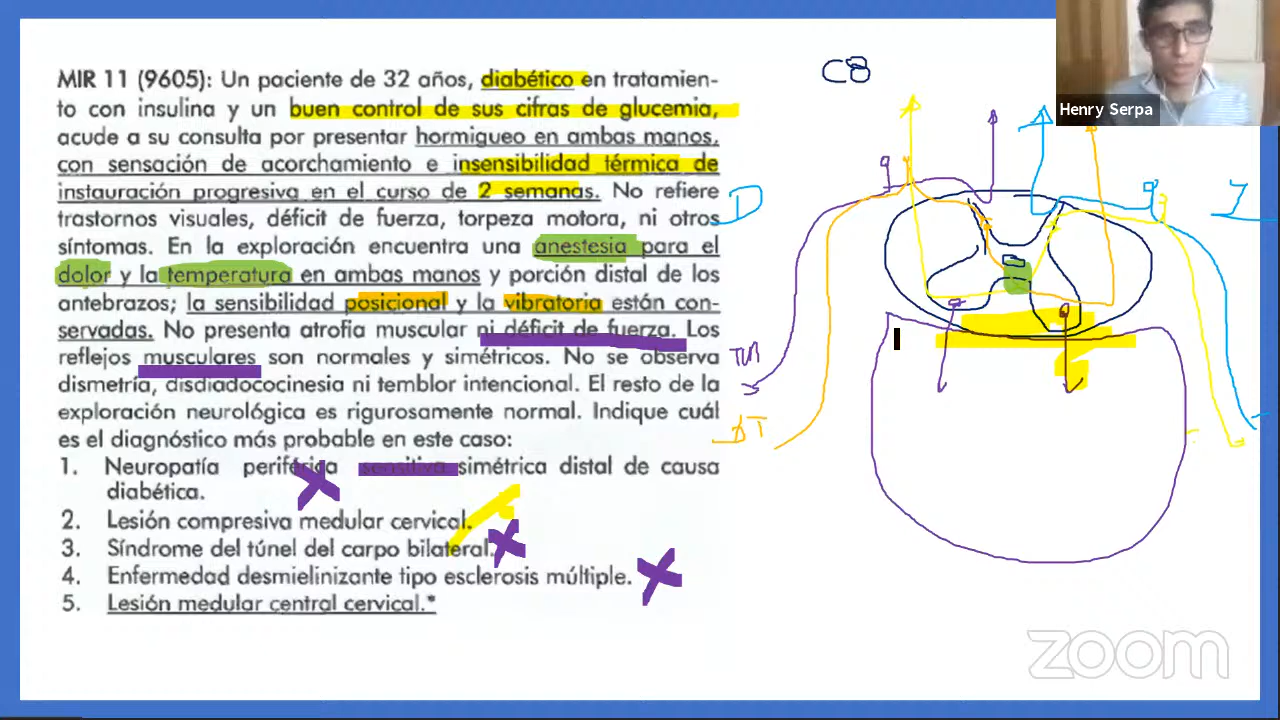 MIR 11 (9605): Un paciente de 32 años, diabético en tratamien-
to con insulina y un buen control de sus cifras de glucemia,
acude a su consulta por presentar hormigueo en ambas manos,
con sensación de acorchamiento e insensibilidad térmica de
instauración progresiva en el curso de 2 semanas. No refiere
trastornos visuales, déficit de fuerza, torpeza motora, ni otros
síntomas. En la exploración encuentra una anestesia para el
dolor y la temperatura en ambas manos y porción distal de los
antebrazos; la sensibilidad posicional y la vibratoria están con-
servadas. No presenta atrofia muscular ni déficit de fuerza. Los
reflejos musculares son normales y simétricos. No se observa
dismetría, disdiadococinesia ni temblor intencional. El resto de la
exploración neurológica es rigurosamente normal. Indique cuál
es el diagnóstico más probable en este caso:
1. Neuropatía periférica sensitiva simétrica distal de causa
diabética.
2. Lesión compresiva medular cervical.
3. Síndrome del túnel del carpo bilateral.
4. Enfermedad desmielinizante tipo esclerosis múltiple.
5. Lesión medular central cervical.*
C8
Henry Serpa
D
I
DT
zoom